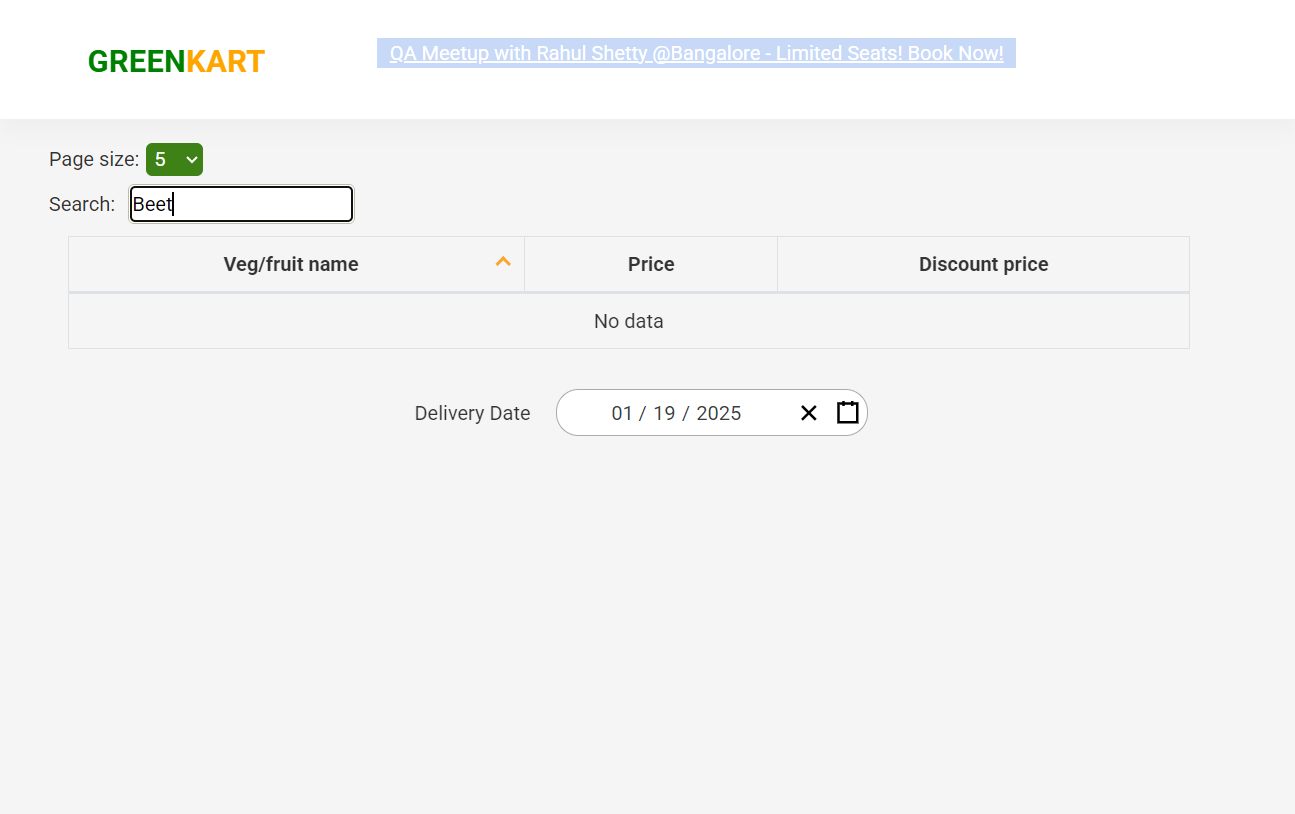 GREENKART
QA Meetup with Rahul Shetty @Bangalore - Limited Seats! Book Now!
Page size: 5
Search: Beet
Veg/fruit name Price Discount price
No data
Delivery Date 01 / 19 / 2025